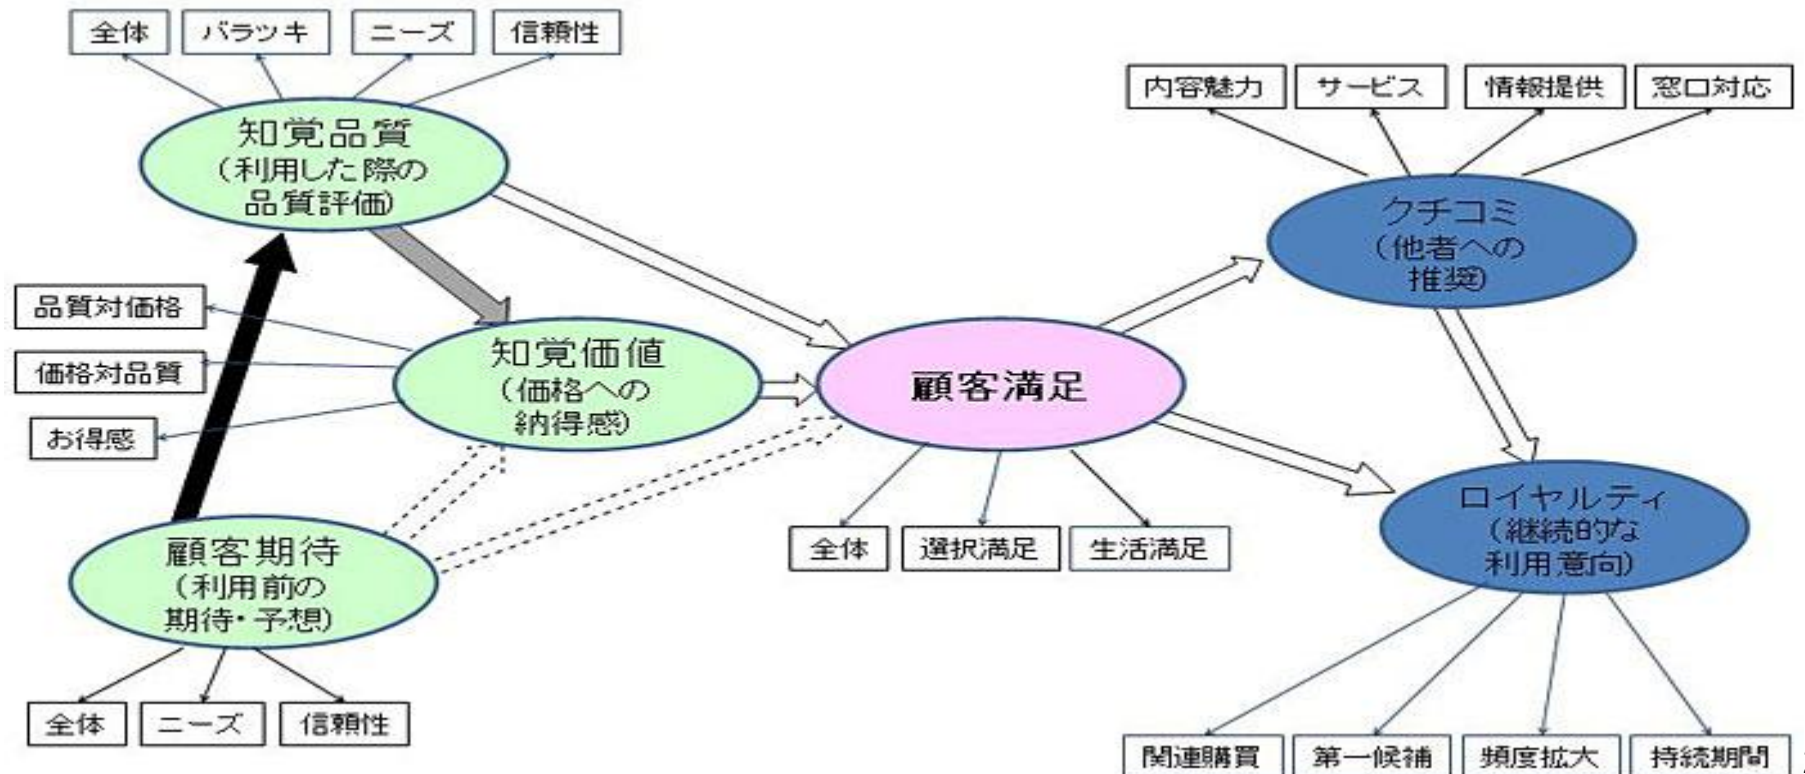 全体
バラツキ
ニーズ
信頼性
知覚品質
(利用した際の
品質評価)
内容魅力
サービス
情報提供
窓口対応
クチコミ
(他者への
推奨)
品質対価格
価格対品質
お得感
知覚価値
(価格への
納得感)
顧客満足
全体
選択満足
生活満足
ロイヤルティ
(継続的な
利用意向)
顧客期待
(利用前の
期待・予想)
全体
ニーズ
信頼性
関連購買
第一候補
頻度拡大
持続期間